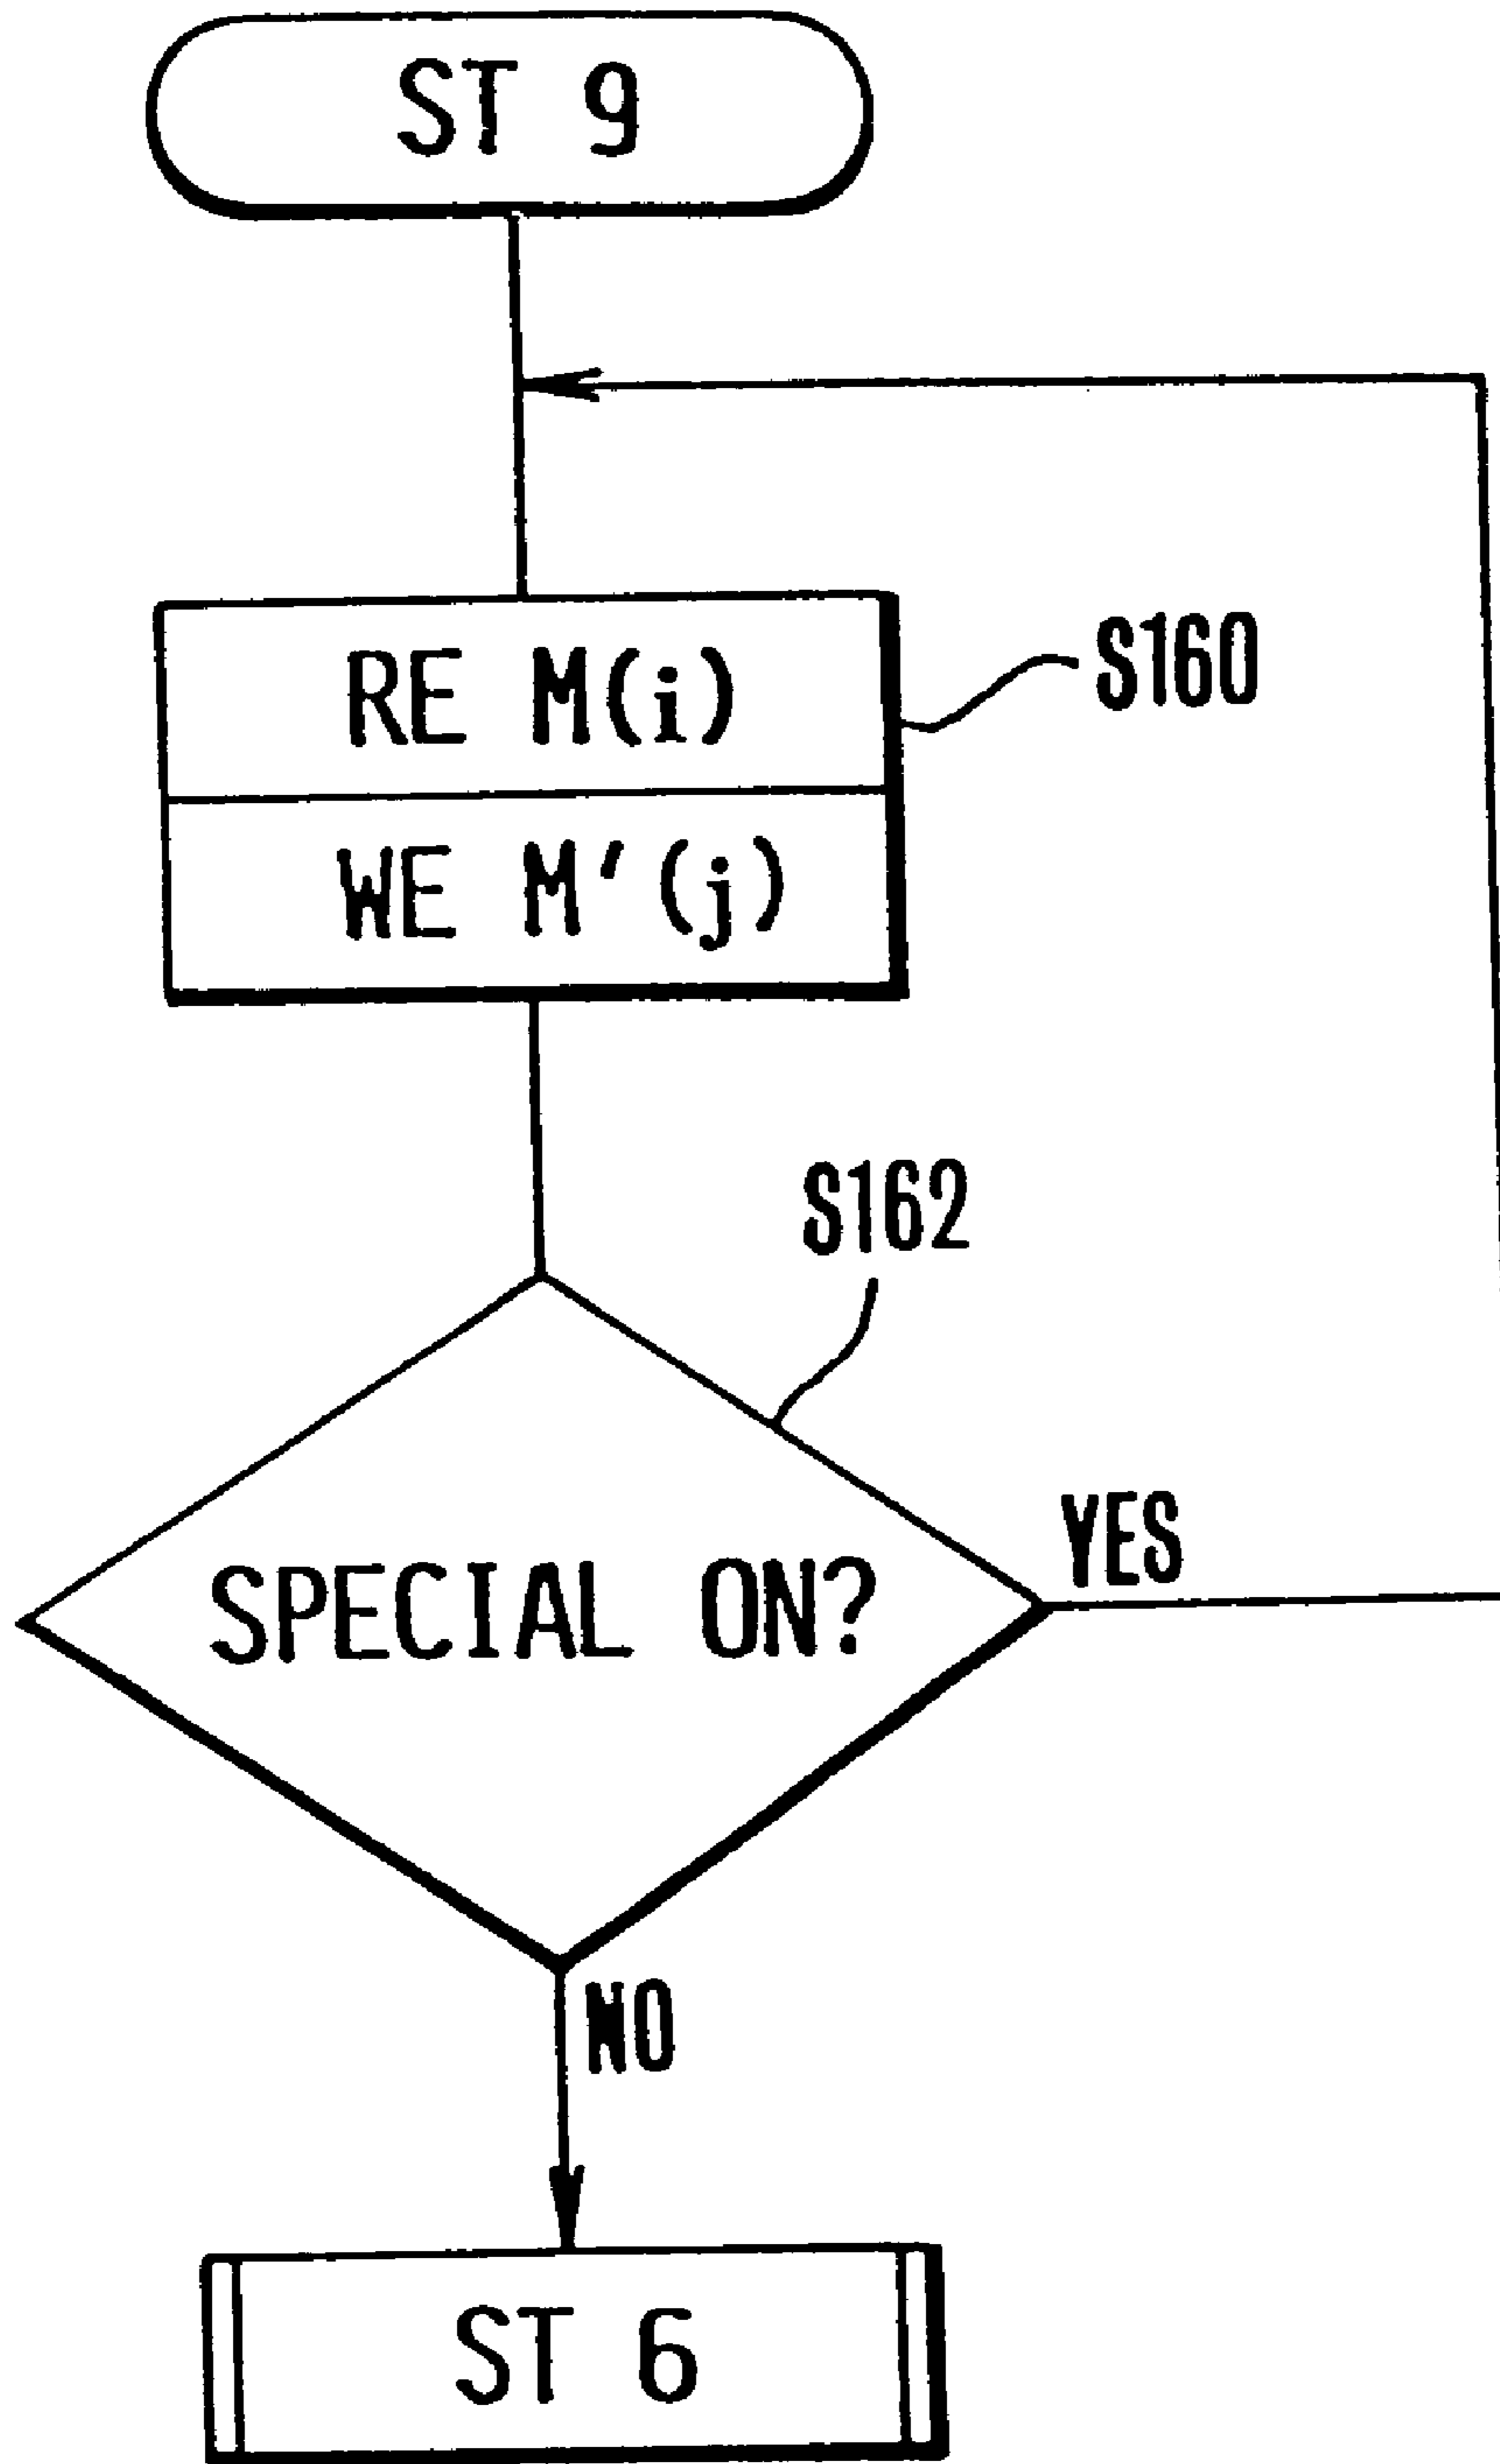 ST 9
RE M(i)
S160
WE M'(j)
S162
YES
SPECIAL ON?
NO
ST 6